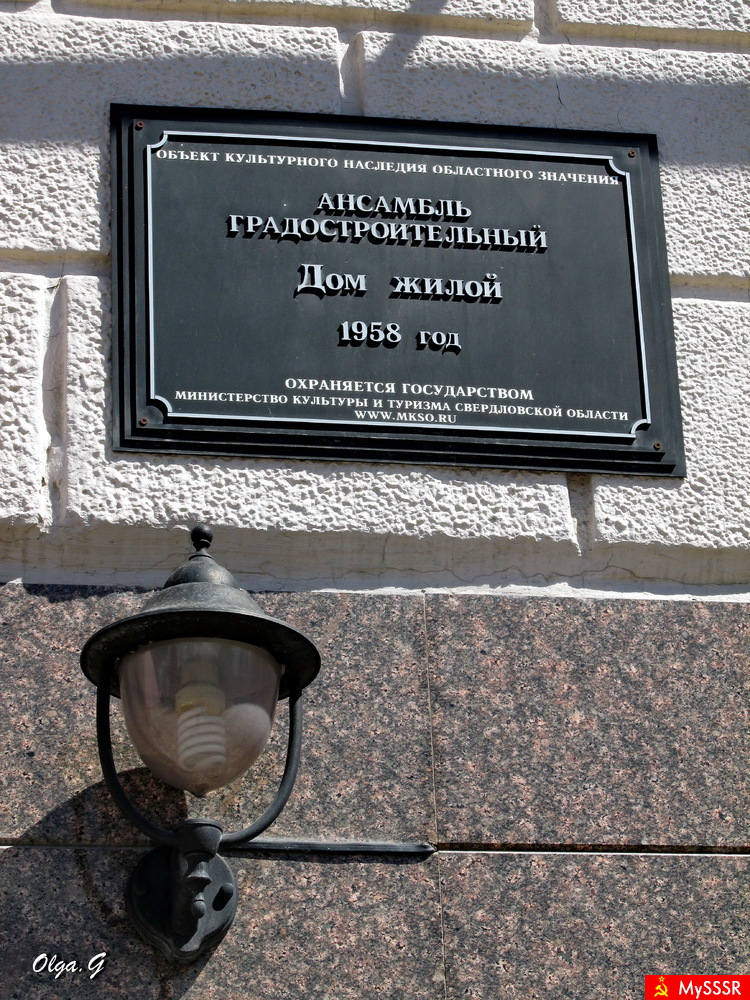 ОБЪЕКТ КУЛЬТУРНОГО НАСЛЕДИЯ ОБЛАСТНОГО ЗНАЧЕНИЯ
АНСАМБЛЬ
ГРАДОСТРОИТЕЛЬНЫЙ
Дом жилой
1958 год
ОХРАНЯЕТСЯ ГОСУДАРСТВОМ
МИНИСТЕРСТВО КУЛЬТУРЫ И ТУРИЗМА СВЕРДЛОВСКОЙ ОБЛАСТИ
WWW.MKSO.RU
Olga.G
MySSSR